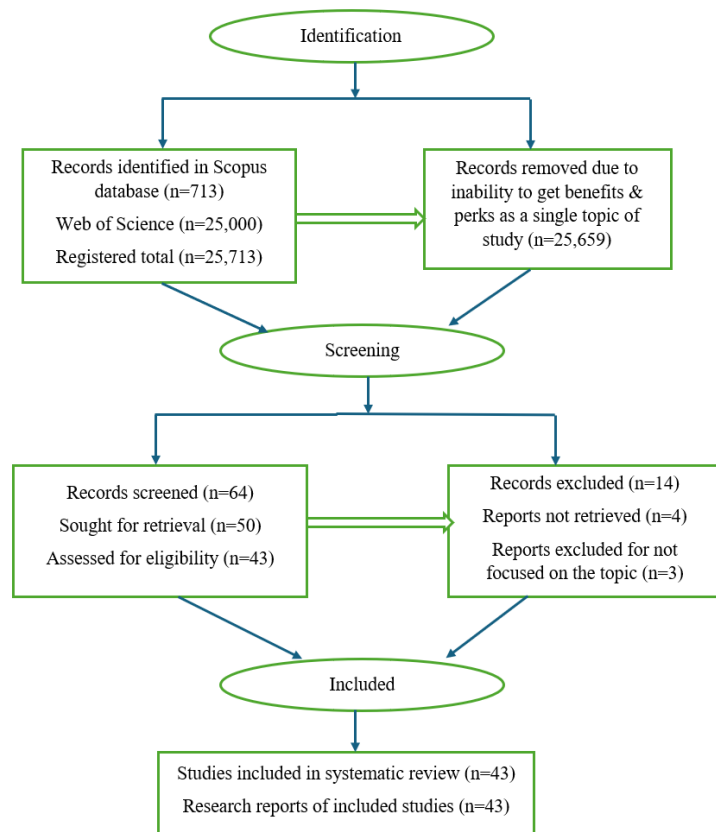 Identification
Records identified in Scopus
database (n=713)
Web of Science (n=25,000)
Registered total (n=25,713)
Records removed due to
inability to get benefits &
perks as a single topic of
study (n=25,659)
Screening
Records screened (n=64)
Sought for retrieval (n=50)
Assessed for eligibility (n=43)
Records excluded (n=14)
Reports not retrieved (n=4)
Reports excluded for not
focused on the topic (n=3)
Included
Studies included in systematic review (n=43)
Research reports of included studies (n=43)